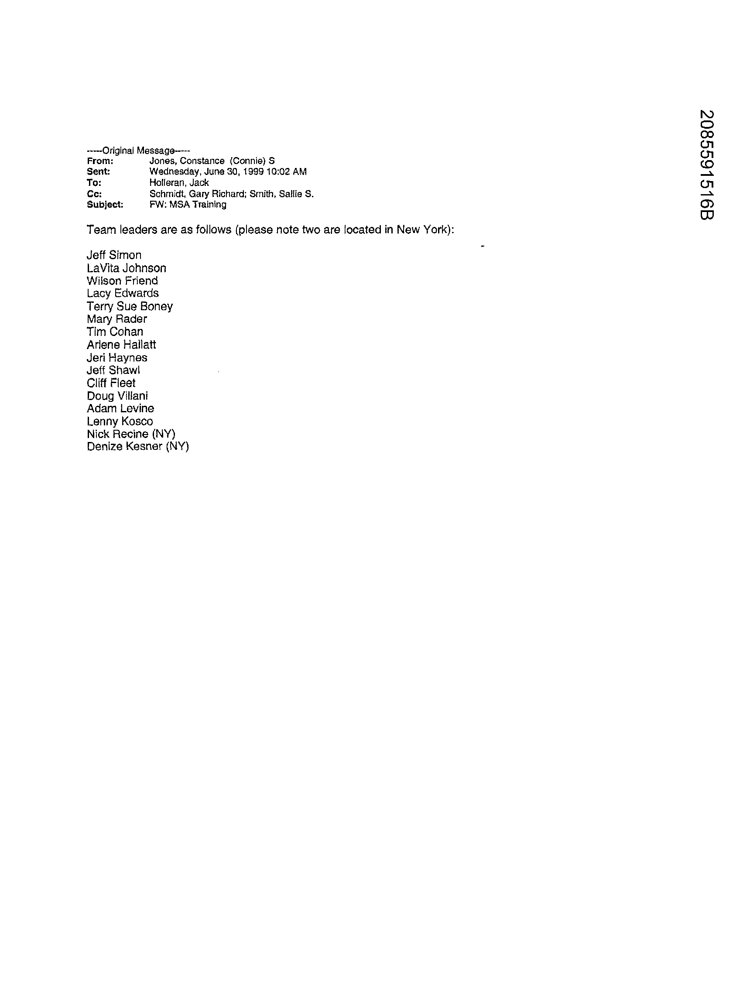 -----Original Message-----
From: Jones, Constance (Connie) S
Sent: Wednesday, June 30, 1999 10:02 AM
To: Holleran, Jack
Cc: Schmidt, Gary Richard; Smith, Sallie S.
Subject: FW: MSA Training
Team leaders are as follows (please note two are located in New York):
Jeff Simon
LaVita Johnson
Wilson Friend
Lacy Edwards
Terry Sue Boney
Mary Rader
Tim Cohan
Arlene Hallatt
Jeri Haynes
Jeff Shawl
Cliff Fleet
Doug Villani
Adam Levine
Lenny Kosco
Nick Recine (NY)
Denize Kesner (NY)
2085591516B